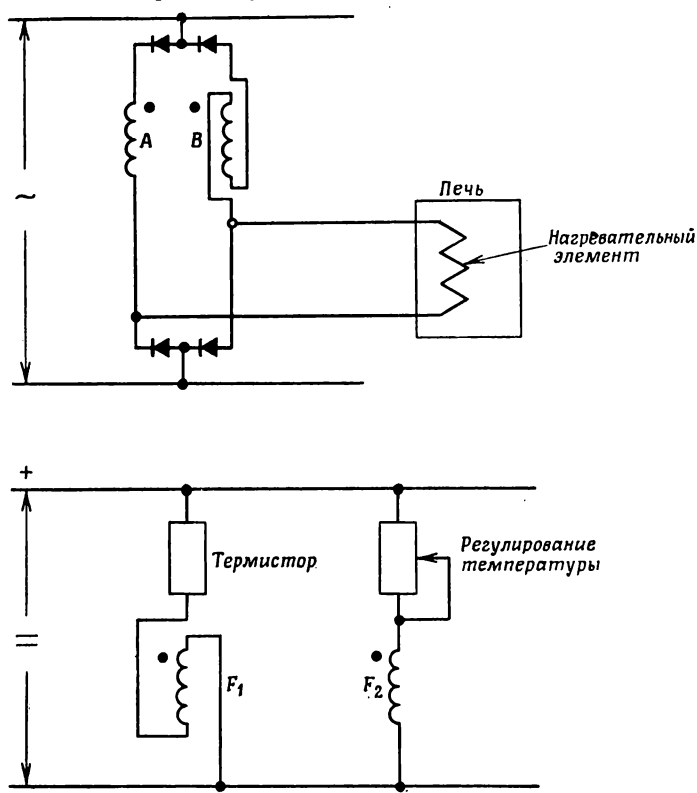 A
B
~
Печь
Нагревательный
элемент
+
Термистор
Регулирование
температуры
=
F1
F2